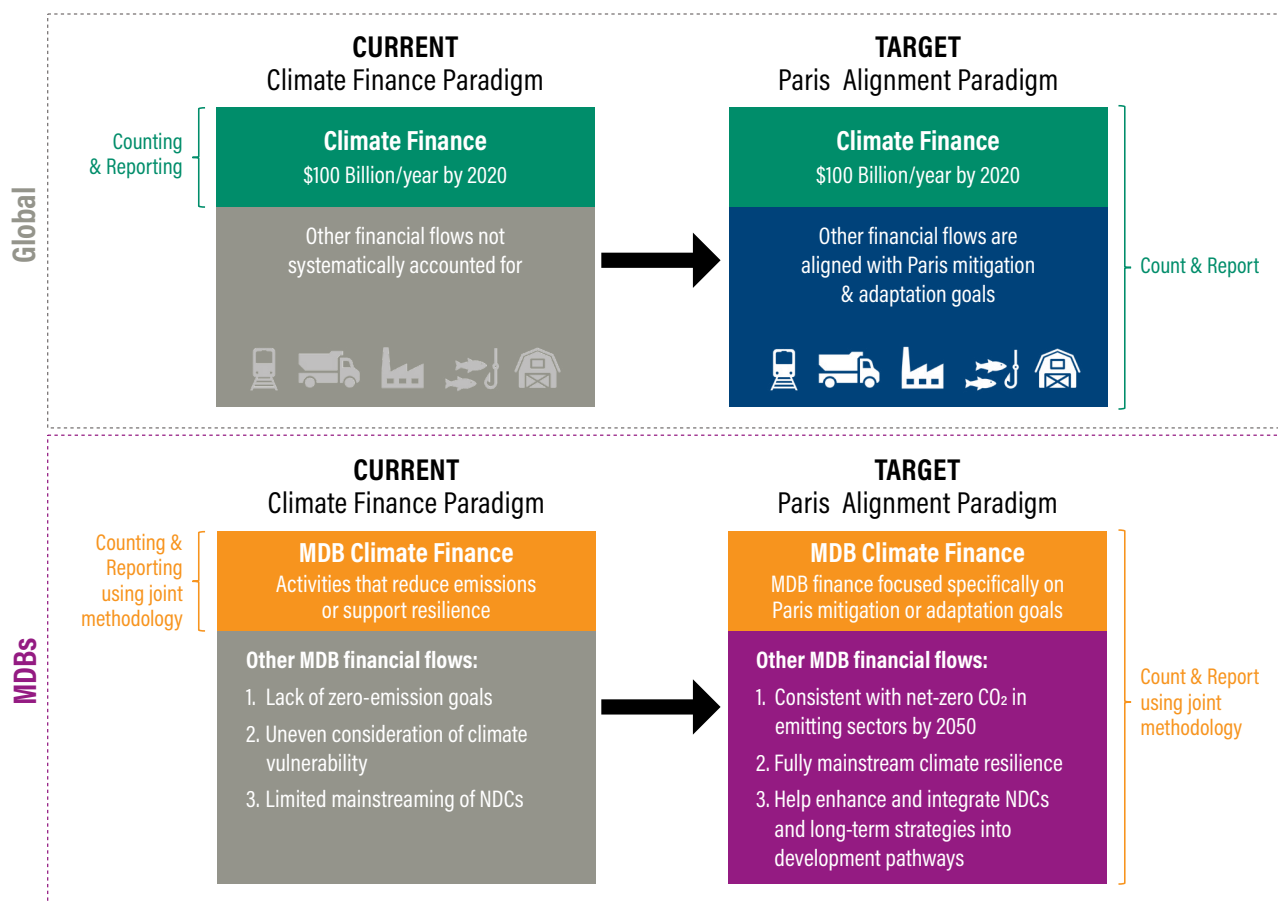 Global
CURRENT
Climate Finance Paradigm
Counting
& Reporting
Climate Finance
$100 Billion/year by 2020
Other financial flows not
systematically accounted for
TARGET
Paris Alignment Paradigm
Climate Finance
$100 Billion/year by 2020
Other financial flows are
aligned with Paris mitigation
& adaptation goals
Count & Report
MDBs
CURRENT
Climate Finance Paradigm
Counting &
Reporting
using joint
methodology
MDB Climate Finance
Activities that reduce emissions
or support resilience
Other MDB financial flows:
1. Lack of zero-emission goals
2. Uneven consideration of climate
vulnerability
3. Limited mainstreaming of NDCs
TARGET
Paris Alignment Paradigm
MDB Climate Finance
MDB finance focused specifically on
Paris mitigation or adaptation goals
Other MDB financial flows:
1. Consistent with net-zero CO₂ in
emitting sectors by 2050
2. Fully mainstream climate resilience
3. Help enhance and integrate NDCs
and long-term strategies into
development pathways
Count & Report
using joint
methodology